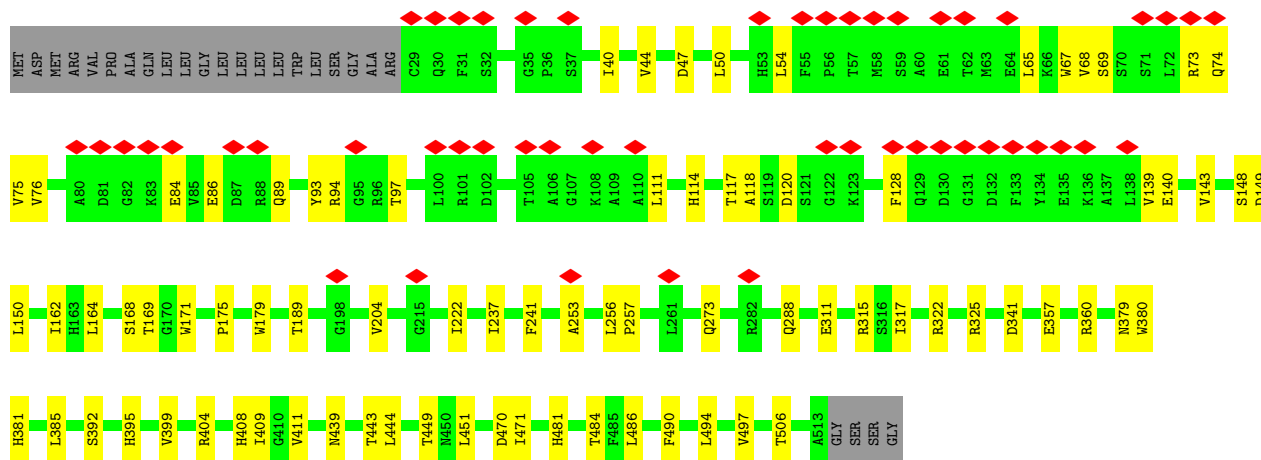 MET ASP MET ARG VAL PRO ALA GLN LEU LEU GLY LEU LEU LEU LEU TRP LEU SER GLY ALA ARG C29 Q30 F31 S32 G35 P36 S37 I40 V44 D47 L50 H53 L54 F55 P56 T57 M58 S59 A60 E61 T62 M63 E64 L65 K66 W67 V68 S69 S70 S71 L72 R73 Q74
V75 V76 A80 D81 G82 K83 E84 V85 E86 D87 R88 Q89 Y93 R94 G95 R96 T97 L100 R101 D102 T105 A106 G107 K108 A109 A110 L111 H114 T117 A118 S119 D120 S121 G122 K123 F128 Q129 D130 G131 D132 F133 Y134 E135 K136 A137 L138 V139 E140 V143 S148 D149
L150 I162 H163 L164 S168 T169 G170 W171 P175 W179 T189 G198 V204 G215 I222 I237 F241 A253 L256 P257 L261 Q273 R282 Q288 E311 R315 S316 I317 R322 R325 D341 E357 R360 N379 W380
H381 L385 S392 H395 V399 R404 H408 I409 G410 V411 N439 T443 L444 T449 N450 L451 D470 I471 H481 T484 F485 L486 F490 L494 V497 T506 A513 GLY SER SER GLY